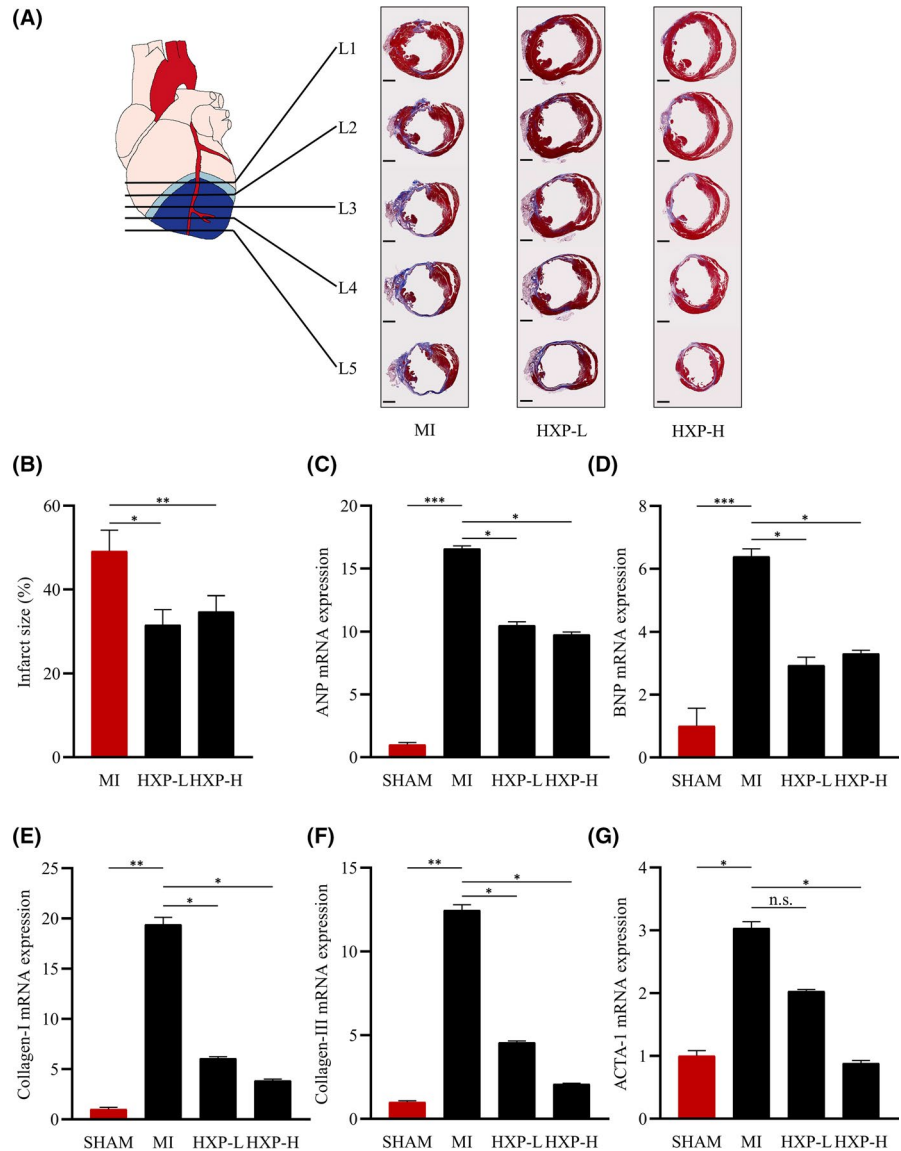 (A)
L1
L2
L3
L4
L5
MI HXP-L HXP-H
(B)
Infarct size (%)
60
40
20
0
**
*
MI HXP-L HXP-H
(C)
ANP mRNA expression
20
15
10
5
0
***
*
*
SHAM MI HXP-L HXP-H
(D)
BNP mRNA expression
8
6
4
2
0
***
*
*
SHAM MI HXP-L HXP-H
(E)
Collagen-I mRNA expression
25
20
15
10
5
0
**
*
*
SHAM MI HXP-L HXP-H
(F)
Collagen-III mRNA expression
15
10
5
0
**
*
*
SHAM MI HXP-L HXP-H
(G)
ACTA-1 mRNA expression
4
3
2
1
0
*
*
n.s.
SHAM MI HXP-L HXP-H